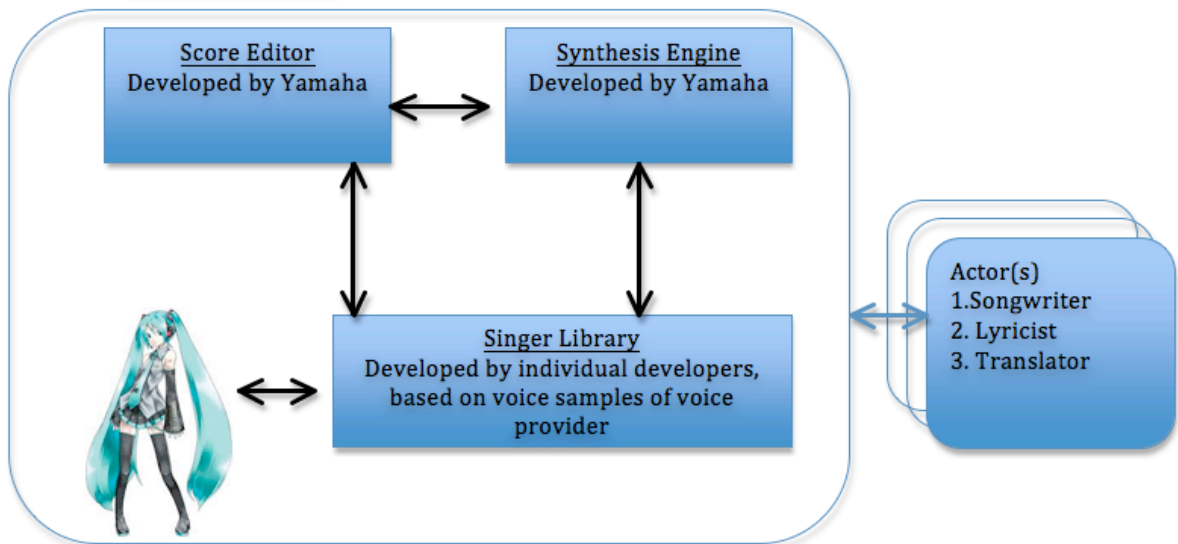 Score Editor
Developed by Yamaha
Synthesis Engine
Developed by Yamaha
Singer Library
Developed by individual developers,
based on voice samples of voice
provider
Actor(s)
1.Songwriter
2. Lyricist
3. Translator